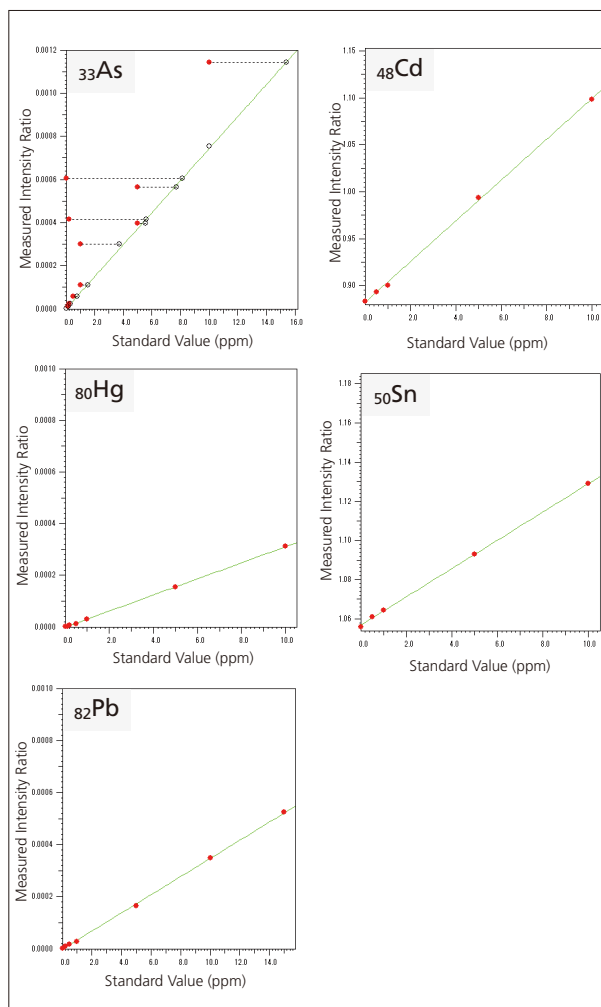 33As
0.0012
0.0010
0.0008
0.0006
0.0004
0.0002
0.0000
0.0 2.0 4.0 6.0 8.0 10.0 12.0 14.0 16.0
Measured Intensity Ratio
Standard Value (ppm)
48Cd
1.15
1.10
1.05
1.00
0.95
0.90
0.0 2.0 4.0 6.0 8.0 10.0
Measured Intensity Ratio
Standard Value (ppm)
80Hg
0.0010
0.0008
0.0006
0.0004
0.0002
0.0000
0.0 2.0 4.0 6.0 8.0 10.0
Measured Intensity Ratio
Standard Value (ppm)
50Sn
1.18
1.16
1.14
1.12
1.10
1.08
1.06
0.0 2.0 4.0 6.0 8.0 10.0
Measured Intensity Ratio
Standard Value (ppm)
82Pb
0.0010
0.0008
0.0006
0.0004
0.0002
0.0000
0.0 2.0 4.0 6.0 8.0 10.0 12.0 14.0
Measured Intensity Ratio
Standard Value (ppm)